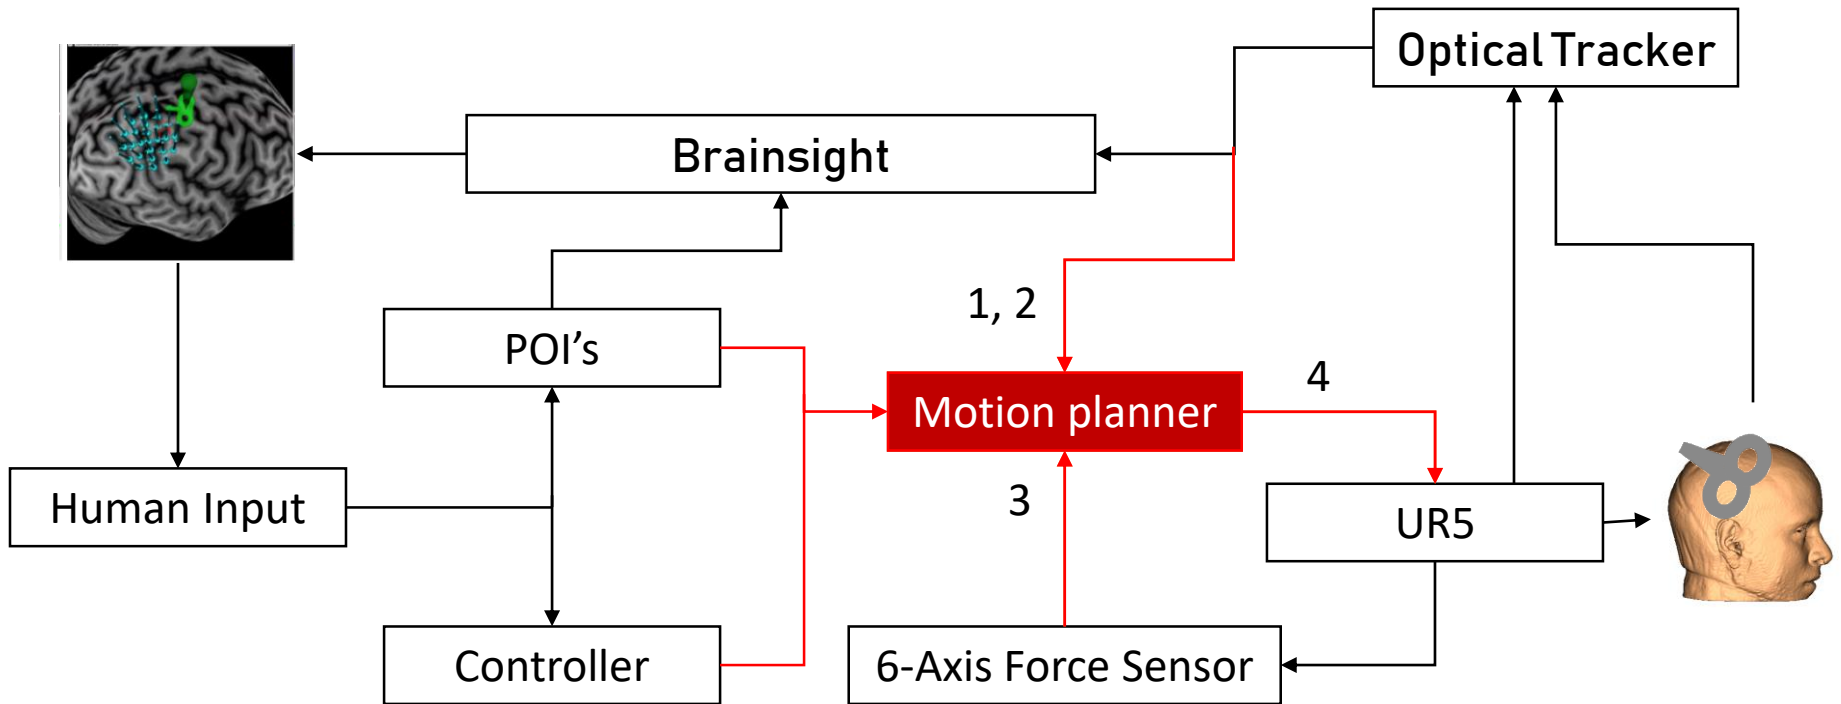 Optical Tracker
Brainsight
1, 2
POI’s
4
Motion planner
Human Input
3
UR5
Controller
6-Axis Force Sensor